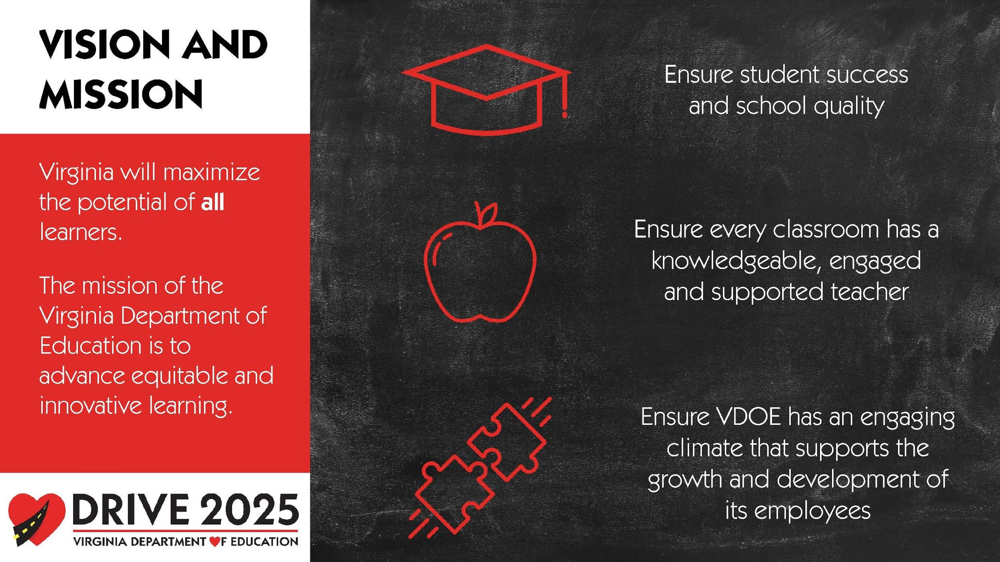 VISION AND
MISSION
Virginia will maximize
the potential of all
learners.
The mission of the
Virginia Department of
Education is to
advance equitable and
innovative learning.
DRIVE 2025
VIRGINIA DEPARTMENT OF EDUCATION
Ensure student success
and school quality
Ensure every classroom has a
knowledgeable, engaged
and supported teacher
Ensure VDOE has an engaging
climate that supports the
growth and development of
its employees